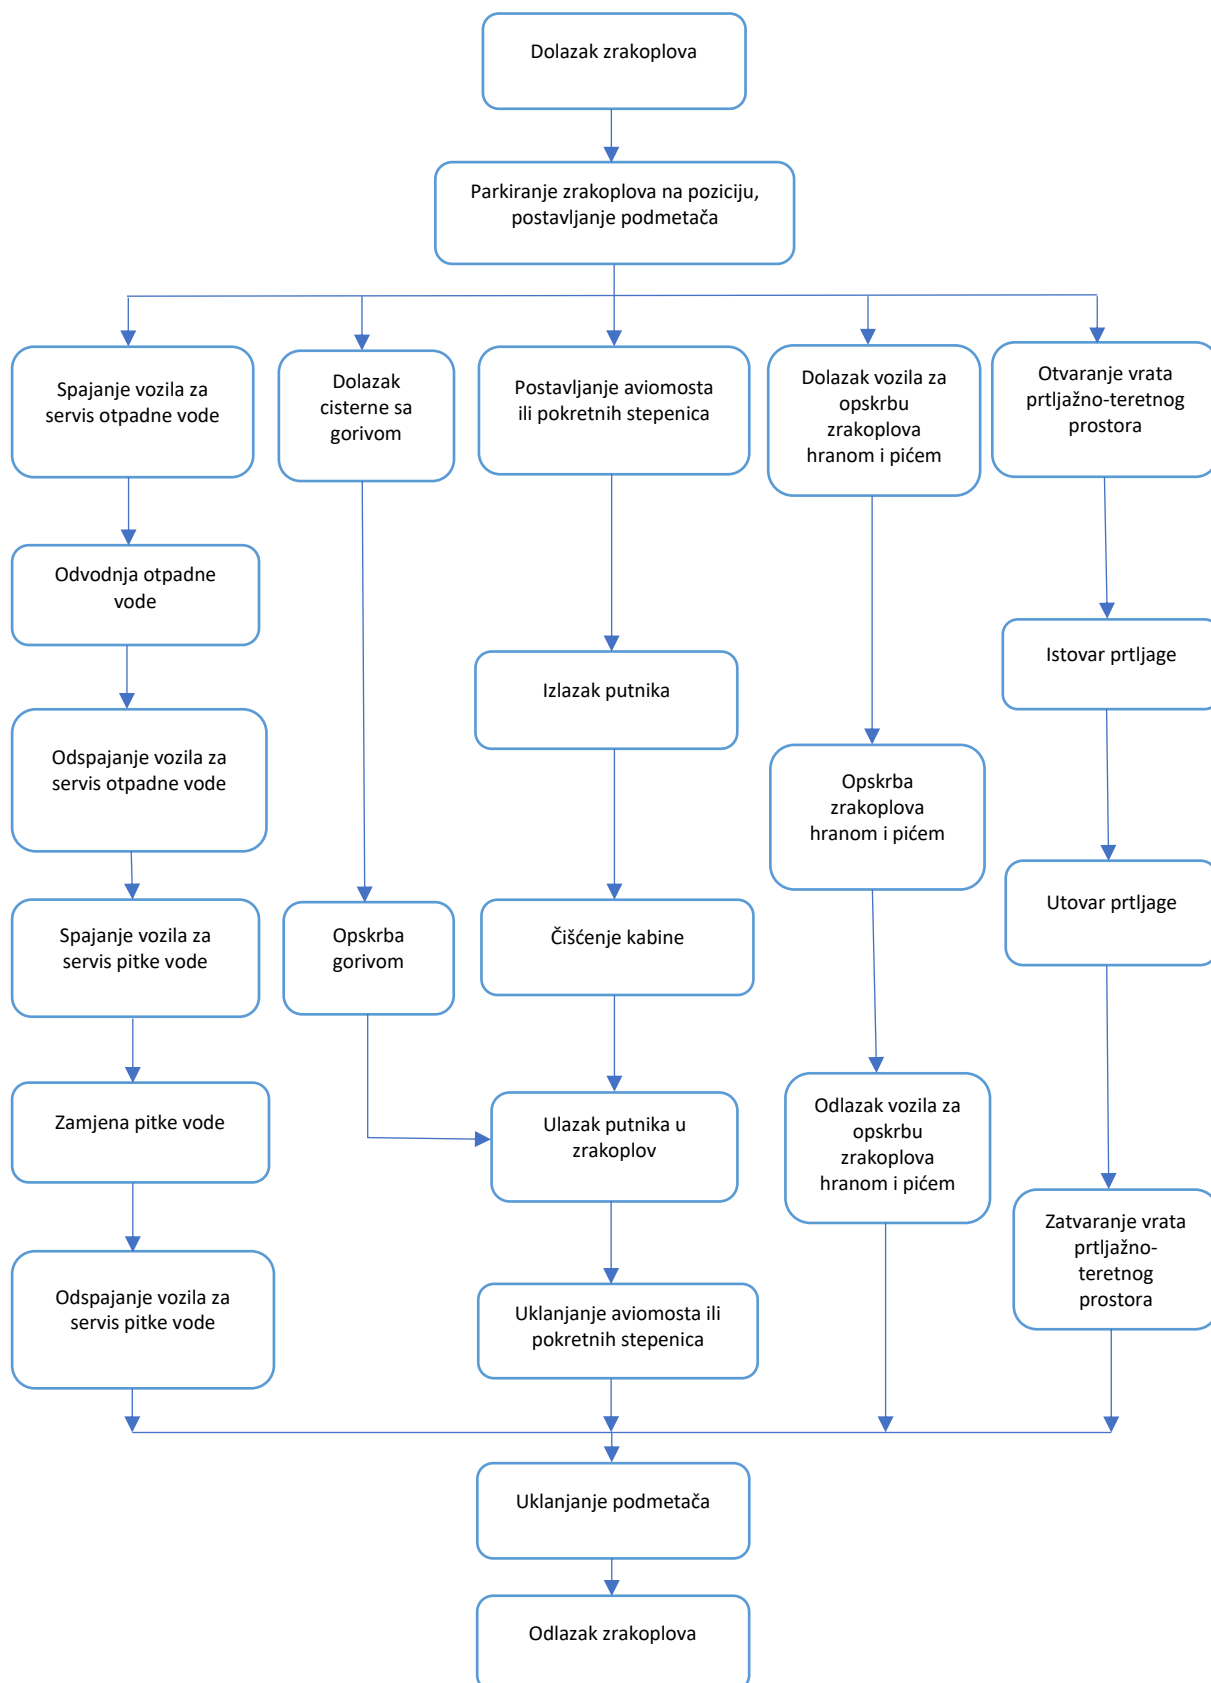 Dolazak zrakoplova
Parkiranje zrakoplova na poziciju,
postavljanje podmetača
Spajanje vozila za
servis otpadne vode
Dolazak
cisterne sa
gorivom
Postavljanje aviomosta
ili pokretnih stepenica
Dolazak vozila za
opskrbu
zrakoplova
hranom i pićem
Otvaranje vrata
prtljažno-teretnog
prostora
Odvodnja otpadne
vode
Izlazak putnika
Istovar prtljage
Odspajanje vozila za
servis otpadne vode
Opskrba
zrakoplova
hranom i pićem
Utovar prtljage
Spajanje vozila za
servis pitke vode
Opskrba
gorivom
Čišćenje kabine
Zamjena pitke vode
Ulazak putnika u
zrakoplov
Odlazak vozila za
opskrbu
zrakoplova
hranom i pićem
Zatvaranje vrata
prtljažno-
teretnog
prostora
Odspajanje vozila za
servis pitke vode
Uklanjanje aviomosta ili
pokretnih stepenica
Uklanjanje podmetača
Odlazak zrakoplova